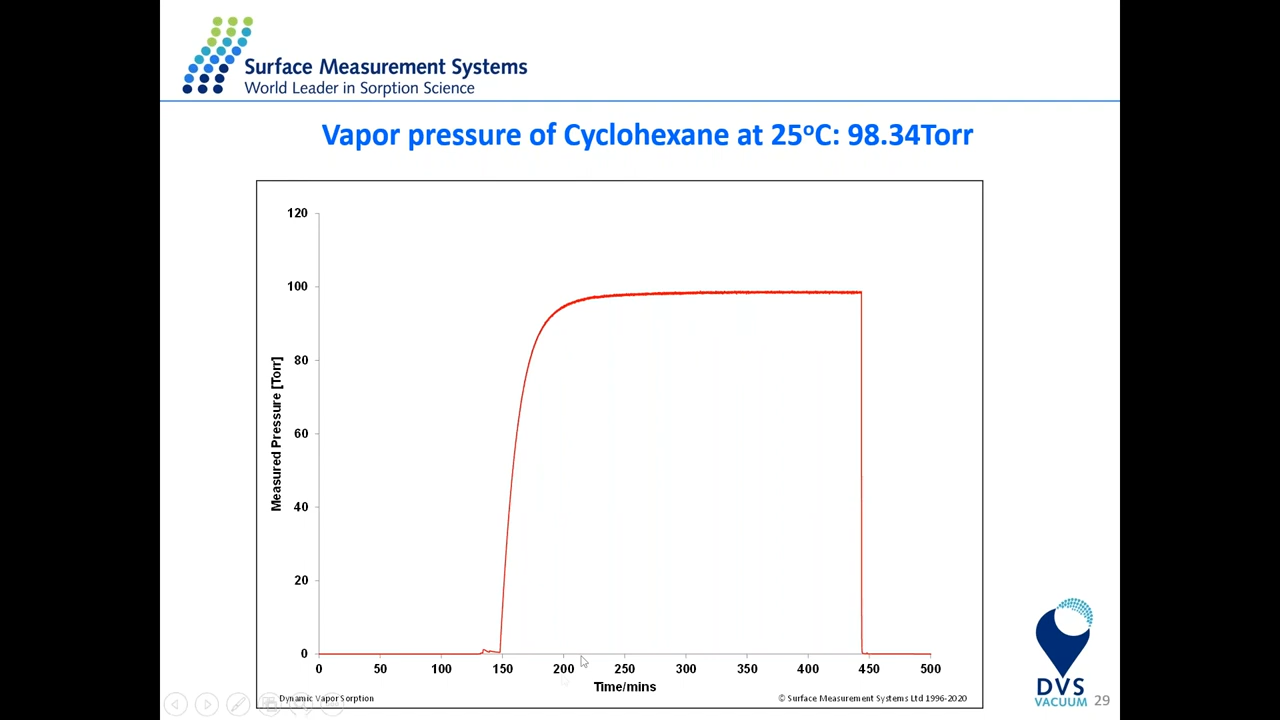 Surface Measurement Systems
World Leader in Sorption Science
Vapor pressure of Cyclohexane at 25°C: 98.34Torr
120
100
80
60
40
20
0
Measured Pressure [Torr]
0 50 100 150 200 250 300 350 400 450 500
Time/mins
Dynamic Vapor Sorption
© Surface Measurement Systems Ltd 1996-2020
DVS
VACUUM
29